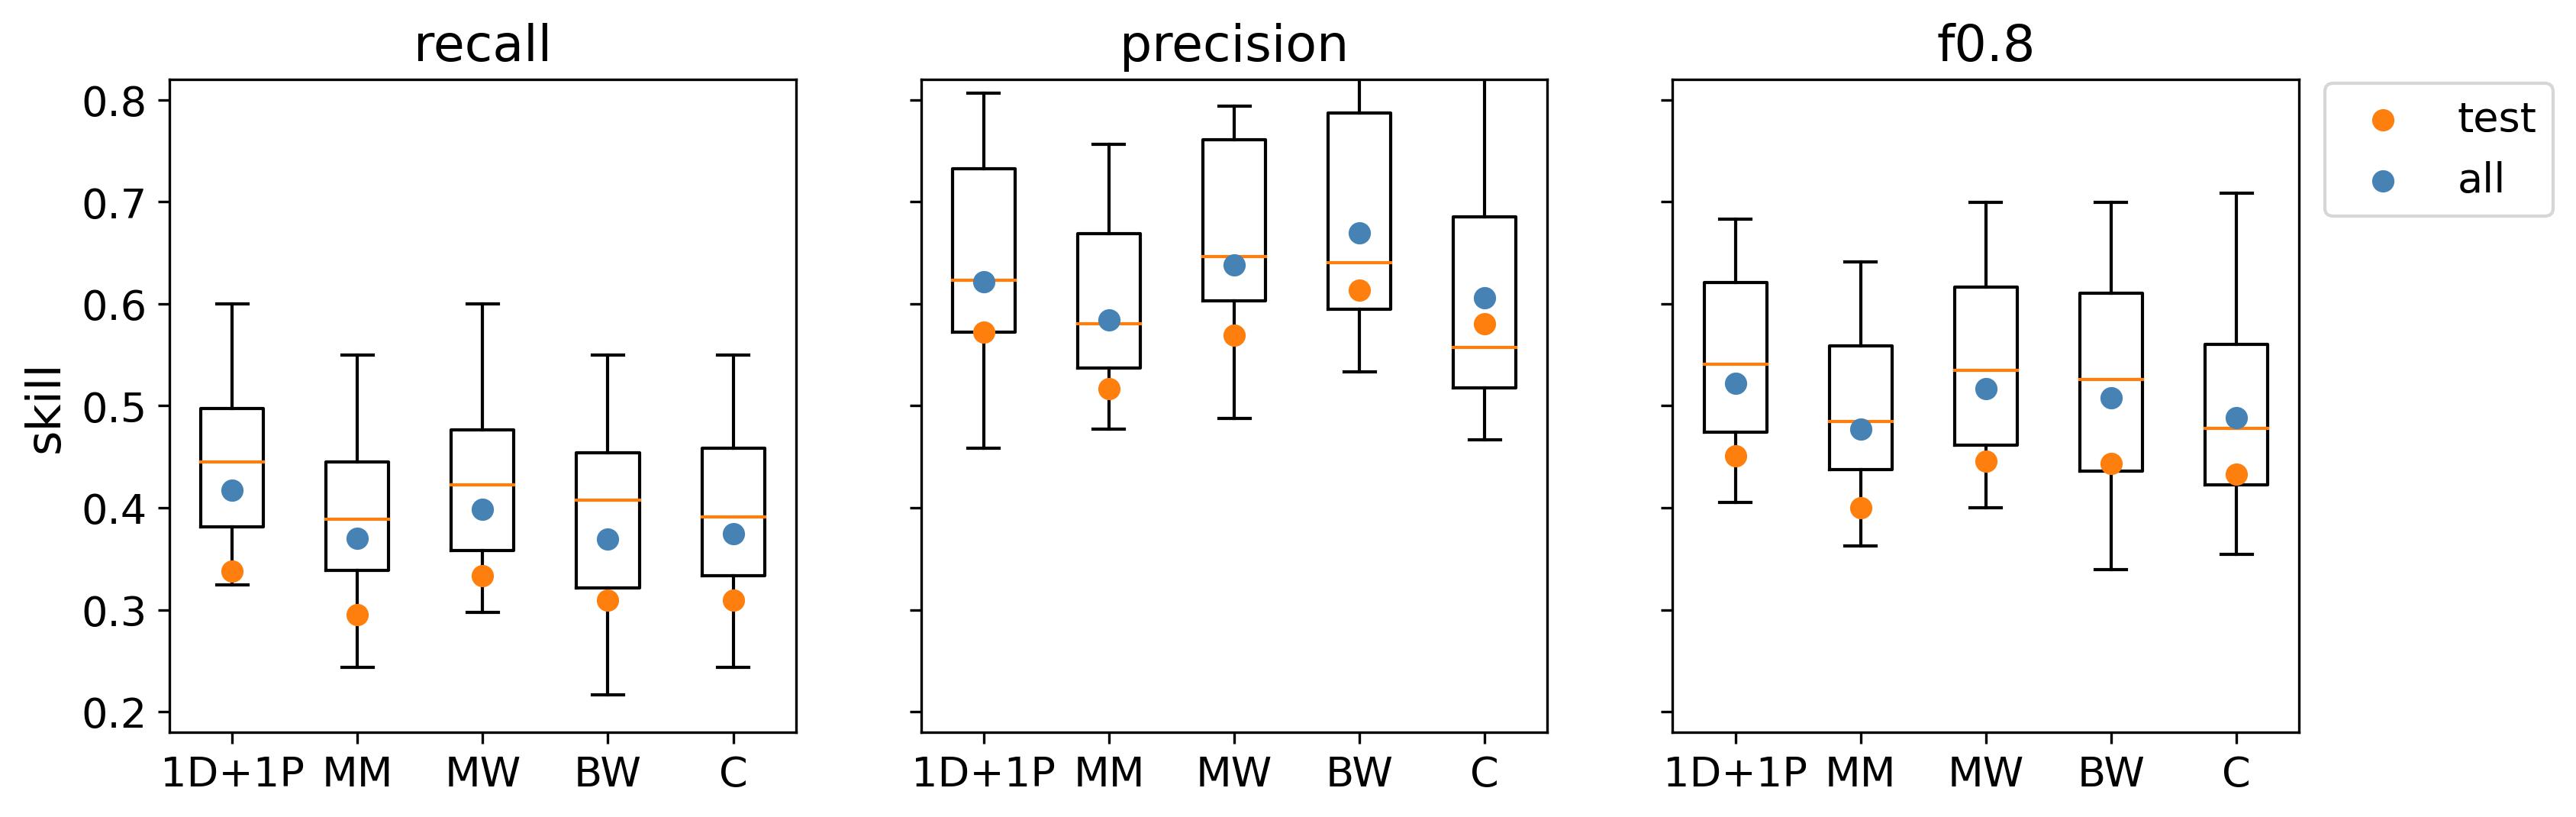 recall
precision
f0.8
test
all
skill
0.8
0.7
0.6
0.5
0.4
0.3
0.2
1D+1P MM MW BW C
1D+1P MM MW BW C
1D+1P MM MW BW C